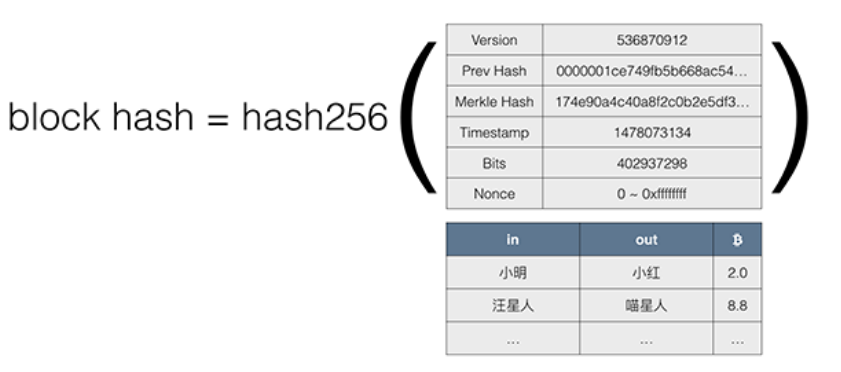 block hash = hash256
Version 536870912
Prev Hash 0000001ce749fb5b668ac54...
Merkle Hash 174e90a4c40a8f2c0b2e5df3...
Timestamp 1478073134
Bits 402937298
Nonce 0 ~ 0xffffffff
in out ₿
小明 小红 2.0
汪星人 喵星人 8.8
... ... ...